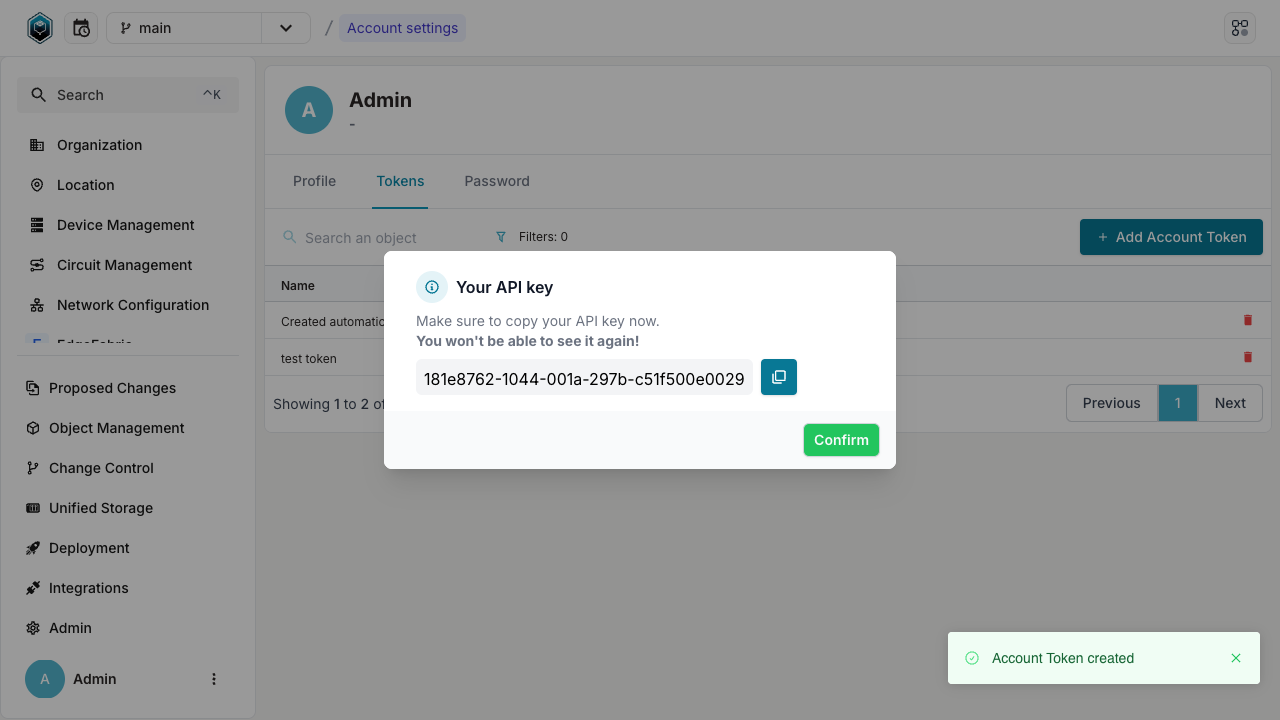 main
/
Account settings
Search
^K
Organization
Location
Device Management
Circuit Management
Network Configuration
Proposed Changes
Object Management
Change Control
Unified Storage
Deployment
Integrations
Admin
A
Admin
A
Admin
-
Profile
Tokens
Password
Search an object
Filters: 0
+ Add Account Token
Name
Created automatic
test token
Showing 1 to 2 of
Previous
1
Next
Your API key
Make sure to copy your API key now.
You won't be able to see it again!
181e8762-1044-001a-297b-c51f500e0029
Confirm
Account Token created